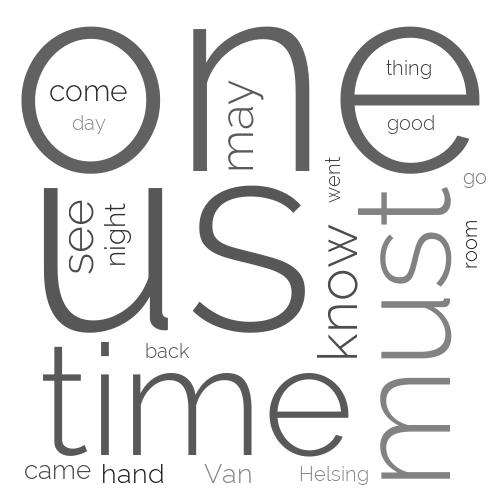 one
come
day
may
thing
good
went
go
us
see
night
know
must
room
back
time
came hand Van Helsing